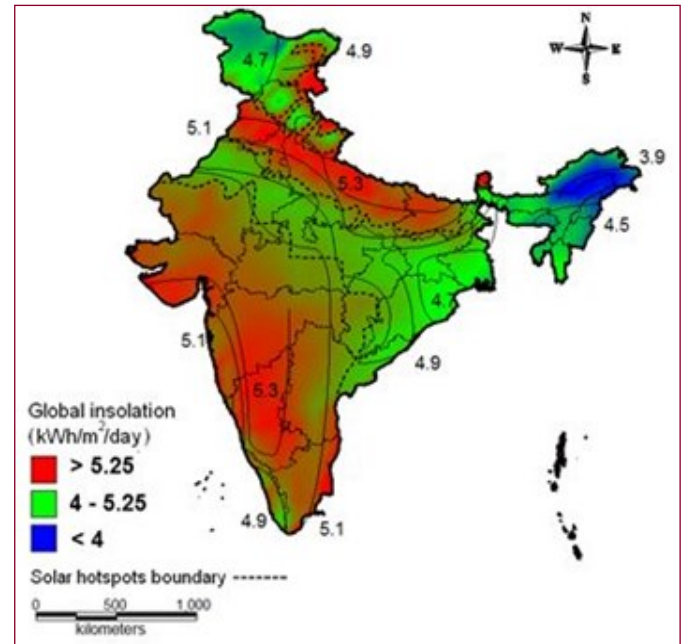 N
W E
S
4.7
4.9
5.1
5.3
3.9
4.5
4.7
5.1
4.9
5.3
4.9
5.1
Global insolation
(kWh/m²/day)
> 5.25
4 - 5.25
< 4
Solar hotspots boundary
0 500 1 000
kilometers